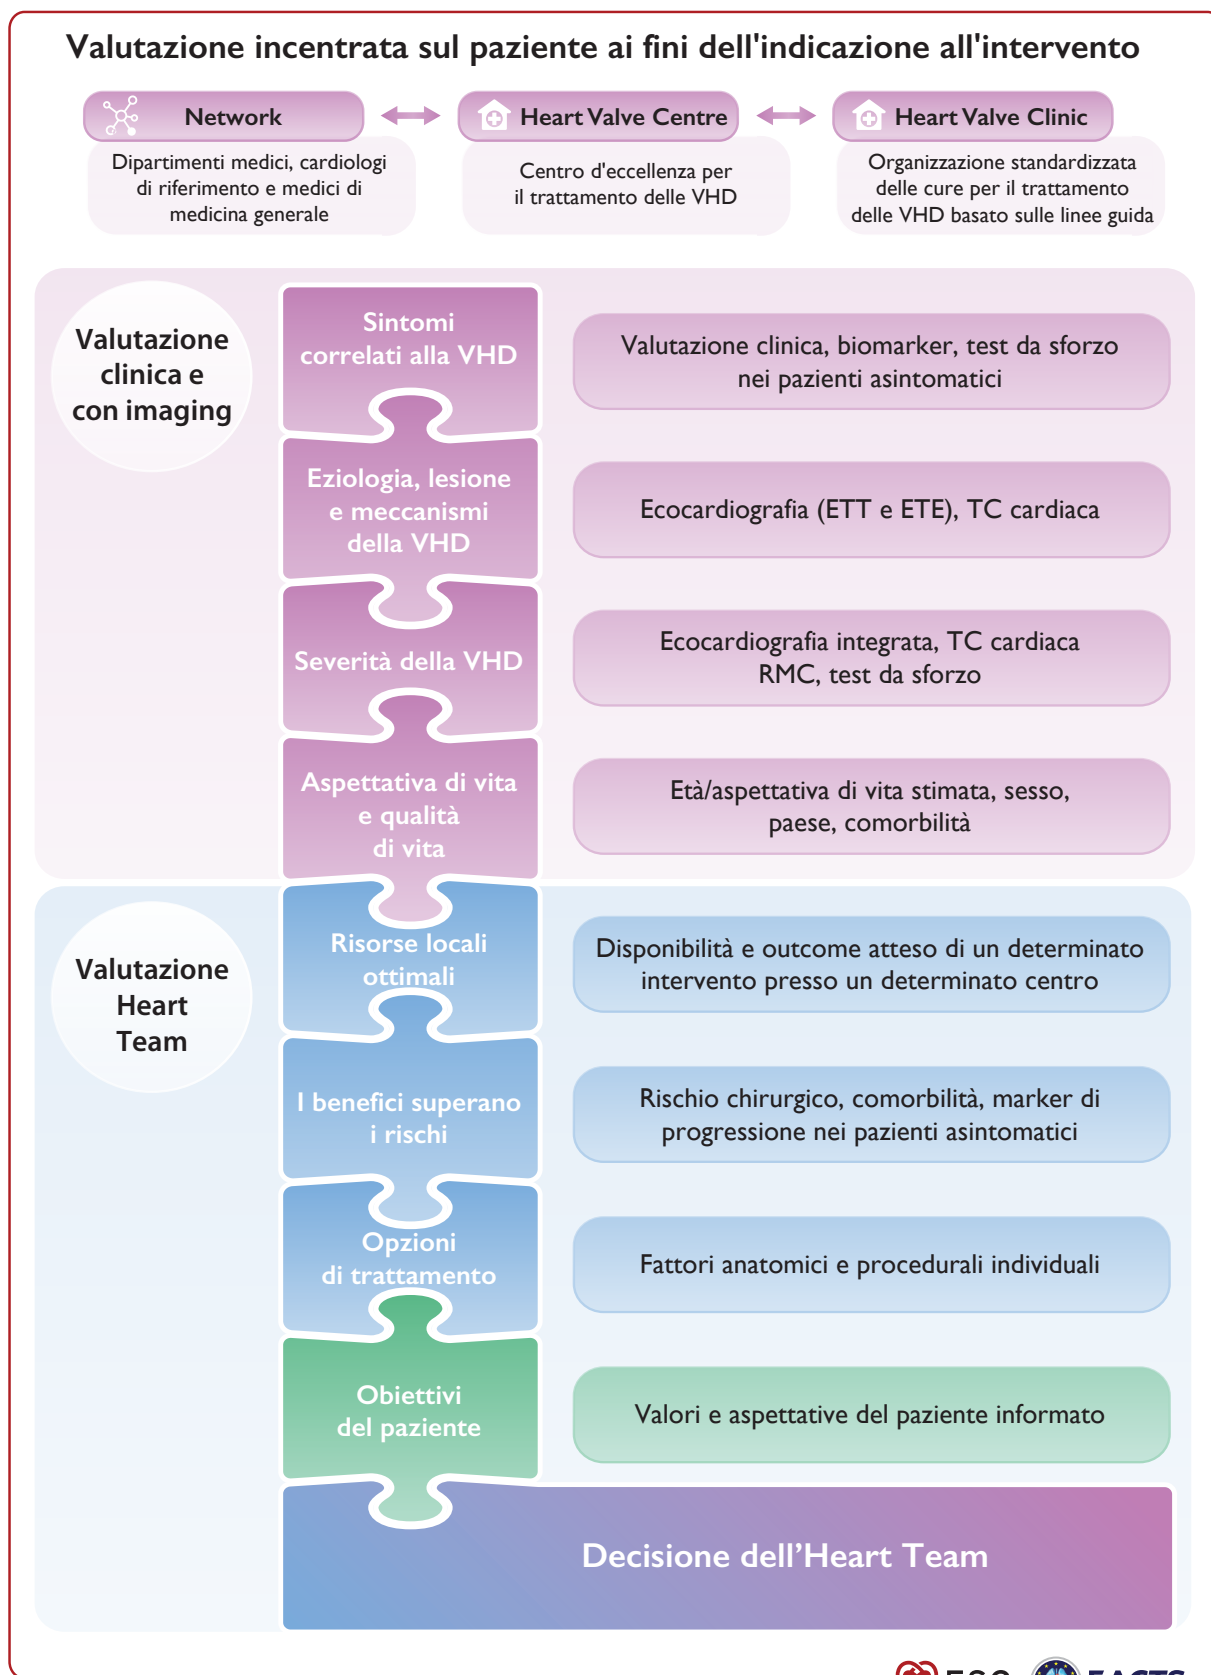 Valutazione incentrata sul paziente ai fini dell'indicazione all'intervento
Network
Heart Valve Centre
Heart Valve Clinic
Dipartimenti medici, cardiologi
di riferimento e medici di
medicina generale
Centro d'eccellenza per
il trattamento delle VHD
Organizzazione standardizzata
delle cure per il trattamento
delle VHD basato sulle linee guida
Valutazione
clinica e
con imaging
Sintomi
correlati alla VHD
Valutazione clinica, biomarker, test da sforzo
nei pazienti asintomatici
Eziologia, lesione
e meccanismi
della VHD
Ecocardiografia (ETT e ETE), TC cardiaca
Severità della VHD
Ecocardiografia integrata, TC cardiaca
RMC, test da sforzo
Aspettativa di vita
e qualità
di vita
Età/aspettativa di vita stimata, sesso,
paese, comorbilità
Valutazione
Heart
Team
Risorse locali
ottimali
Disponibilità e outcome atteso di un determinato
intervento presso un determinato centro
I benefici superano
i rischi
Rischio chirurgico, comorbilità, marker di
progressione nei pazienti asintomatici
Opzioni
di trattamento
Fattori anatomici e procedurali individuali
Obiettivi
del paziente
Valori e aspettative del paziente informato
Decisione dell’Heart Team
ESC
EACTS